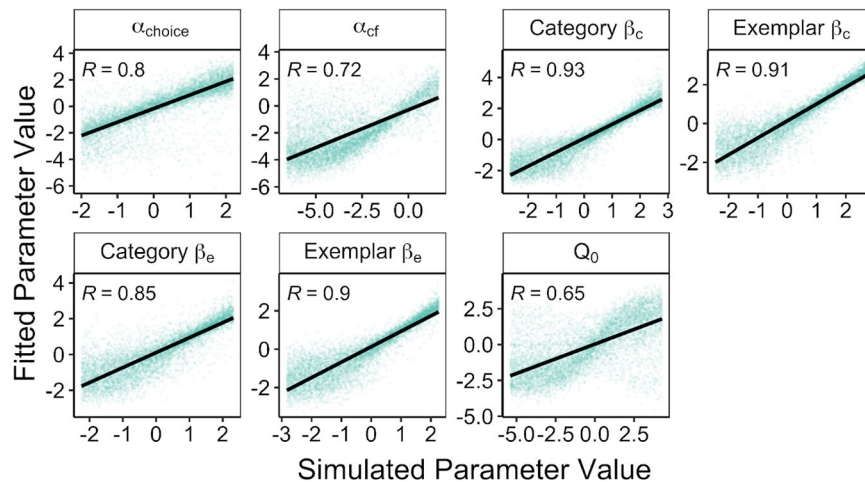 α_choice
α_cf
Category β_c
Exemplar β_c
R = 0.8
R = 0.72
R = 0.93
R = 0.91
4
2
0
-2
-4
-6
-2 -1 0 1 2
4
2
0
-2
-4
-6
-5.0 -2.5 0.0
4
2
0
-2
-2 -1 0 1 2 3
2
0
-2
-2 -1 0 1 2
Category β_e
Exemplar β_e
Q_0
R = 0.85
R = 0.9
R = 0.65
4
2
0
-2
-2 -1 0 1 2
2
0
-2
-3 -2 -1 0 1 2
2.5
0.0
-2.5
-5.0
-5.0 -2.5 0.0 2.5
Fitted Parameter Value
Simulated Parameter Value